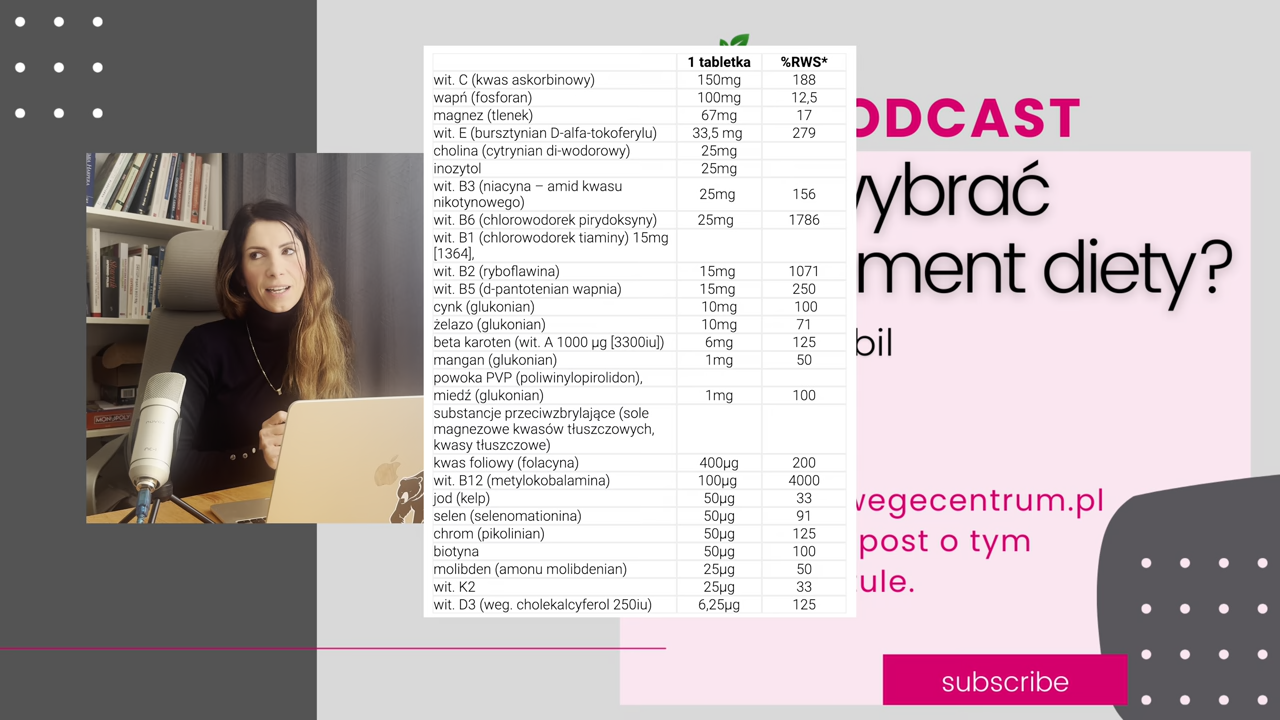 1 tabletka %RWS*
wit. C (kwas askorbinowy) 150mg 188
wapń (fosforan) 100mg 12,5
magnez (tlenek) 67mg 17
wit. E (bursztynian D-alfa-tokoferylu) 33,5 mg 279
cholina (cytrynian di-wodorowy) 25mg
inozytol 25mg
wit. B3 (niacyna – amid kwasu
nikotynowego) 25mg 156
wit. B6 (chlorowodorek pirydoksyny) 25mg 1786
wit. B1 (chlorowodorek tiaminy) 15mg
[1364],
wit. B2 (ryboflawina) 15mg 1071
wit. B5 (d-pantotenian wapnia) 15mg 250
cynk (glukonian) 10mg 100
żelazo (glukonian) 10mg 71
beta karoten (wit. A 1000 µg [3300iu]) 6mg 125
mangan (glukonian) 1mg 50
powoka PVP (poliwinylopirolidon),
miedź (glukonian) 1mg 100
substancje przeciwzbrylające (sole
magnezowe kwasów tłuszczowych,
kwasy tłuszczowe)
kwas foliowy (folacyna) 400µg 200
wit. B12 (metylokobalamina) 100µg 4000
jod (kelp) 50µg 33
selen (selenomationina) 50µg 91
chrom (pikolinian) 50µg 125
biotyna 50µg 100
molibden (amonu molibdenian) 25µg 50
wit. K2 25µg 33
wit. D3 (weg. cholekalcyferol 250iu) 6,25µg 125
ODCAST
wybrać
ment diety?
bil
wegecentrum.pl
post o tym
tule.
subscribe
MONOPOLY